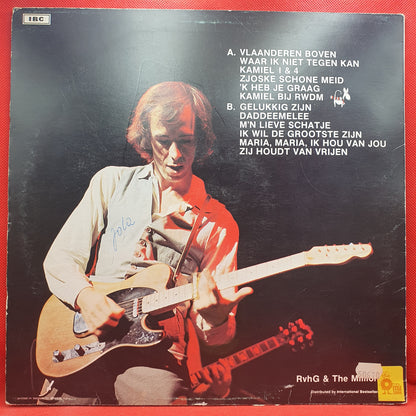 IBC
A. VLAANDEREN BOVEN
WAAR IK NIET TEGEN KAN
KAMIEL 1 & 4
ZJOSKE SCHONE MEID
'K HEB JE GRAAG
KAMIEL BIJ RWDM
B. GELUKKIG ZIJN
DADDEEMELEE
M'N LIEVE SCHATJE
IK WIL DE GROOTSTE ZIJN
MARIA, MARIA, IK HOU VAN JOU
ZIJ HOUDT VAN VRIJEN
RvhG & The Million
Distributed by International Bestseller